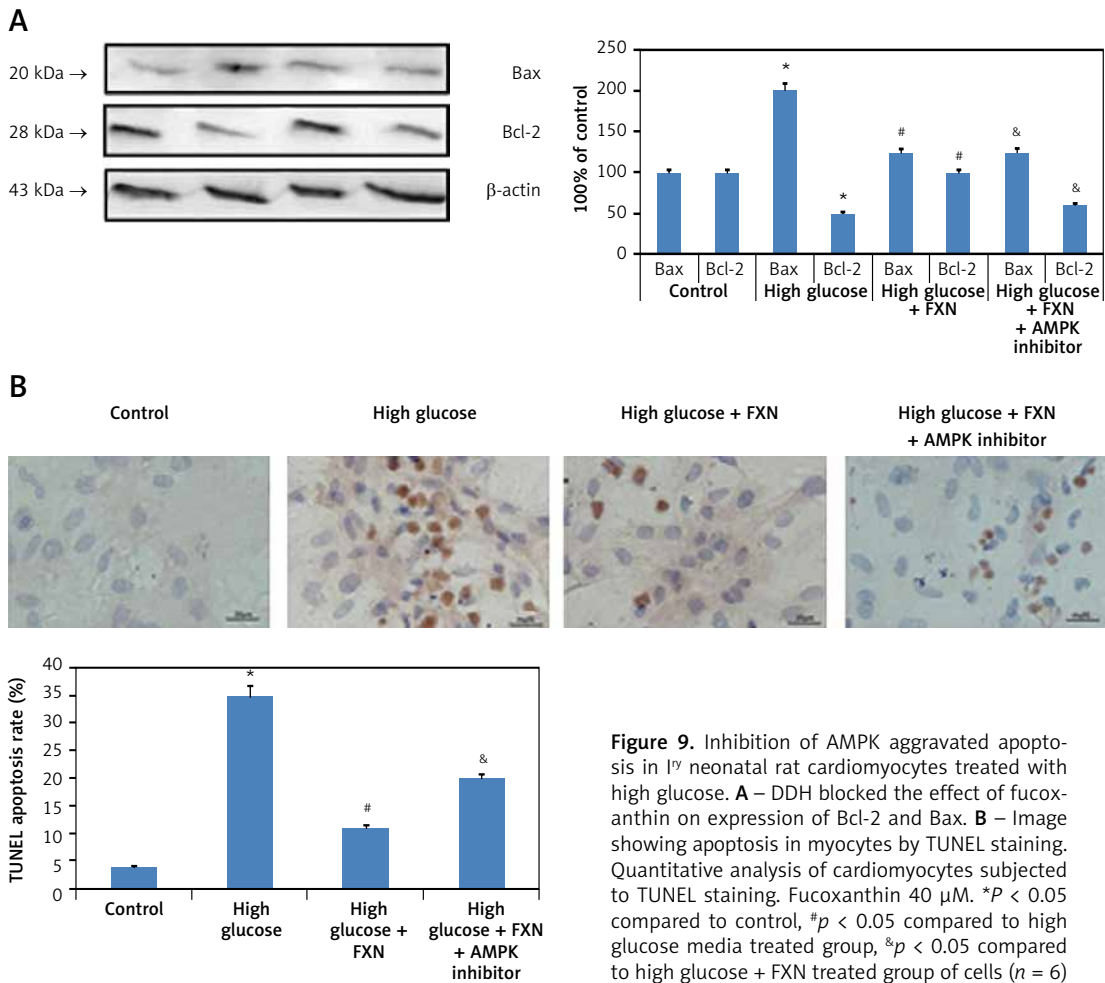 A
20 kDa → Bax
28 kDa → Bcl-2
43 kDa → β-actin
100% of control
250
200
150
100
50
0
*
*
#
#
&
&
Bax Bcl-2 Bax Bcl-2 Bax Bcl-2 Bax Bcl-2
Control High glucose High glucose High glucose
+ FXN + FXN
+ AMPK
inhibitor
B
Control High glucose High glucose + FXN High glucose + FXN
+ AMPK inhibitor
TUNEL apoptosis rate (%)
40
35
30
25
20
15
10
5
0
*
#
&
Control High High High
glucose glucose + glucose + FXN
FXN + AMPK
inhibitor
Figure 9. Inhibition of AMPK aggravated apopto-
sis in Iʳʸ neonatal rat cardiomyocytes treated with
high glucose. A – DDH blocked the effect of fucox-
anthin on expression of Bcl-2 and Bax. B – Image
showing apoptosis in myocytes by TUNEL staining.
Quantitative analysis of cardiomyocytes subjected
to TUNEL staining. Fucoxanthin 40 μM. *P < 0.05
compared to control, #p < 0.05 compared to high
glucose media treated group, &p < 0.05 compared
to high glucose + FXN treated group of cells (n = 6)